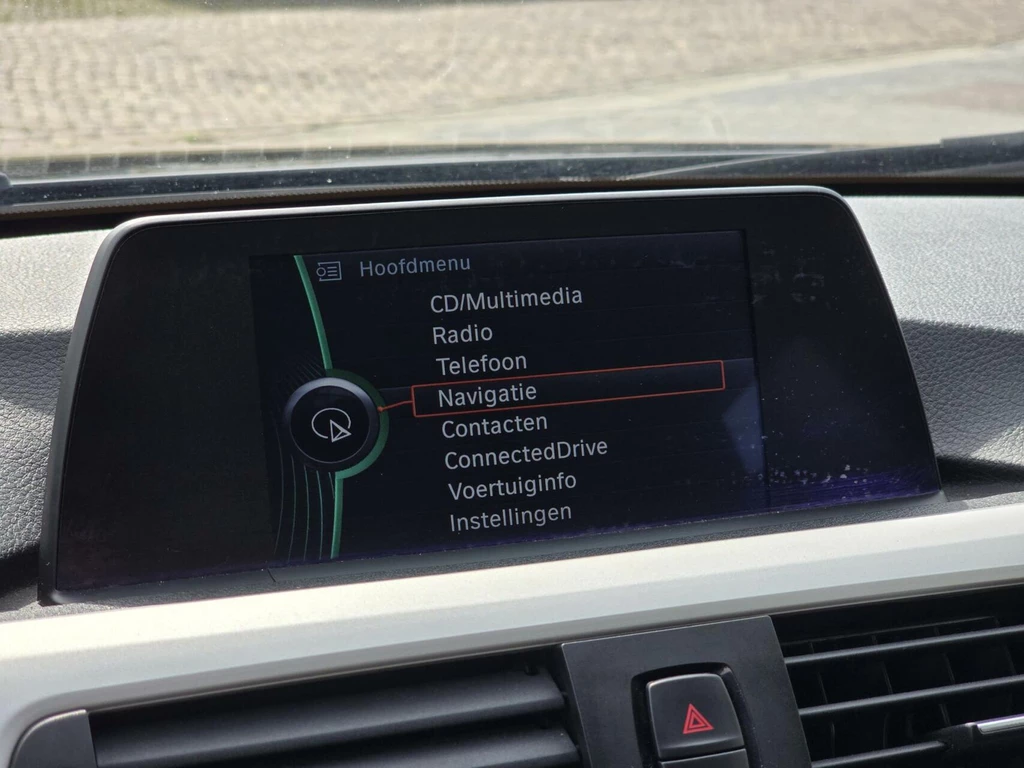 Hoofdmenu
CD/Multimedia
Radio
Telefoon
Navigatie
Contacten
ConnectedDrive
Voertuiginfo
Instellingen